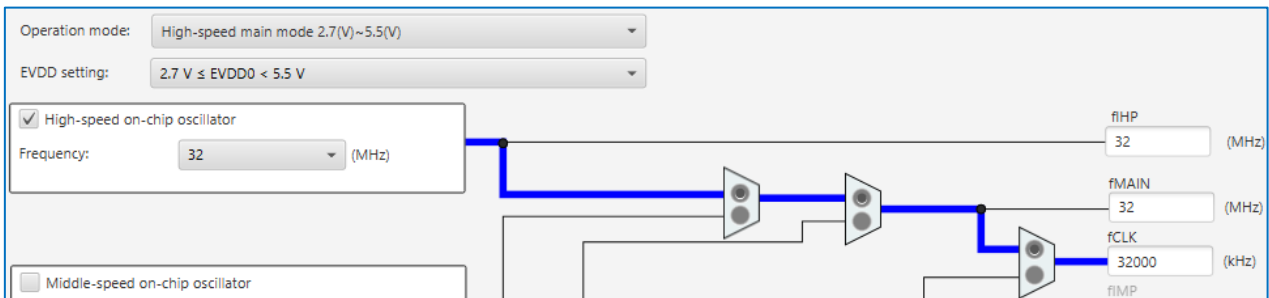 Operation mode: High-speed main mode 2.7(V)~5.5(V)
EVDD setting: 2.7 V ≤ EVDD0 < 5.5 V
High-speed on-chip oscillator
Frequency: 32 (MHz)
fIHP
32 (MHz)
fMAIN
32 (MHz)
fCLK
32000 (kHz)
fIMP
Middle-speed on-chip oscillator